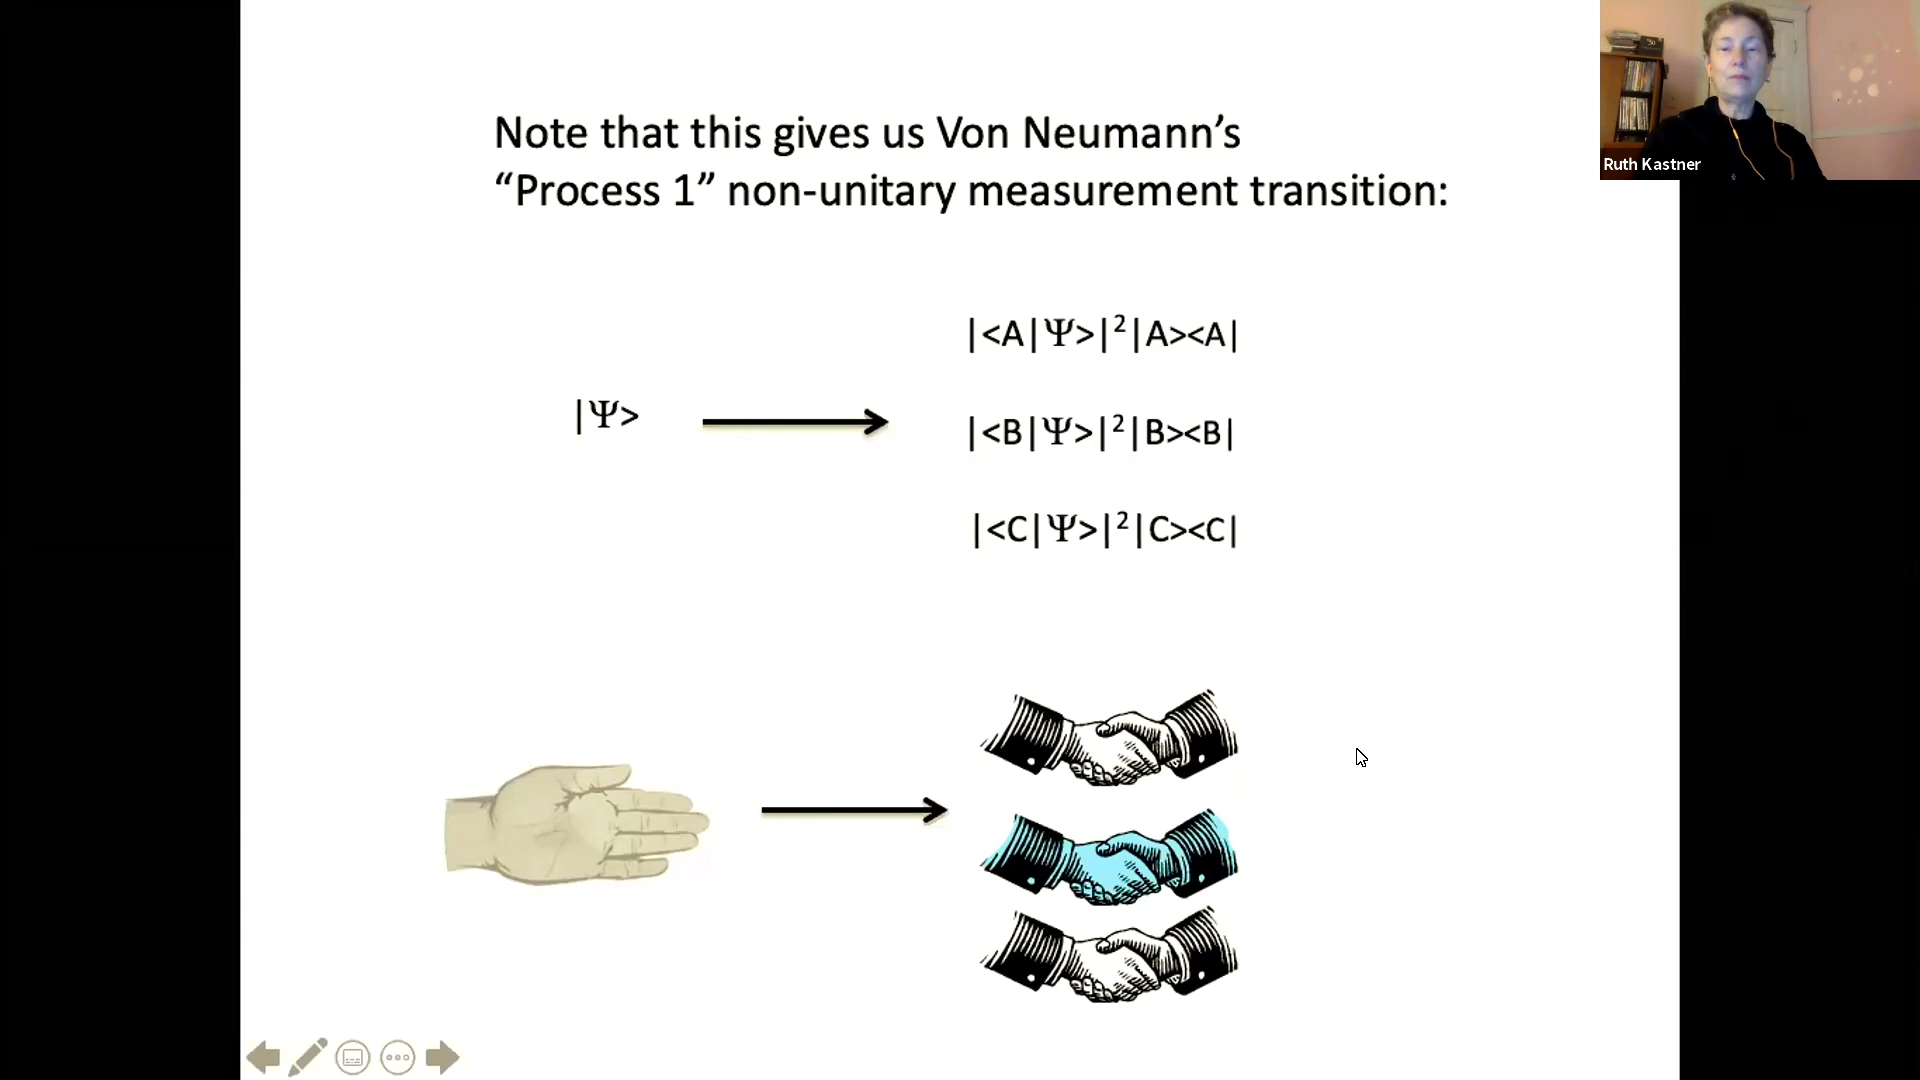 Note that this gives us Von Neumann’s
“Process 1” non-unitary measurement transition:
|<A|Ψ>|²|A><A|
|Ψ>
|<B|Ψ>|²|B><B|
|<C|Ψ>|²|C><C|
Ruth Kastner